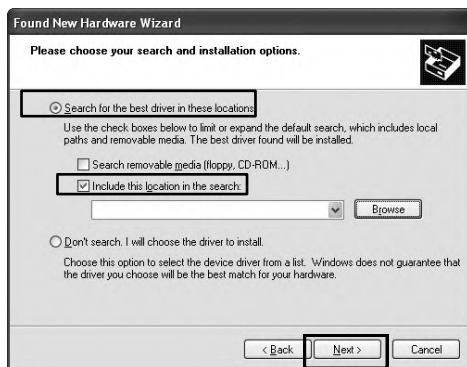 Found New Hardware Wizard
Please choose your search and installation options.
Search for the best driver in these locations.
Use the check boxes below to limit or expand the default search, which includes local
paths and removable media. The best driver found will be installed.
Search removable media (floppy, CD-ROM...)
Include this location in the search:
Browse
Don't search. I will choose the driver to install.
Choose this option to select the device driver from a list. Windows does not guarantee that
the driver you choose will be the best match for your hardware.
< Back Next > Cancel